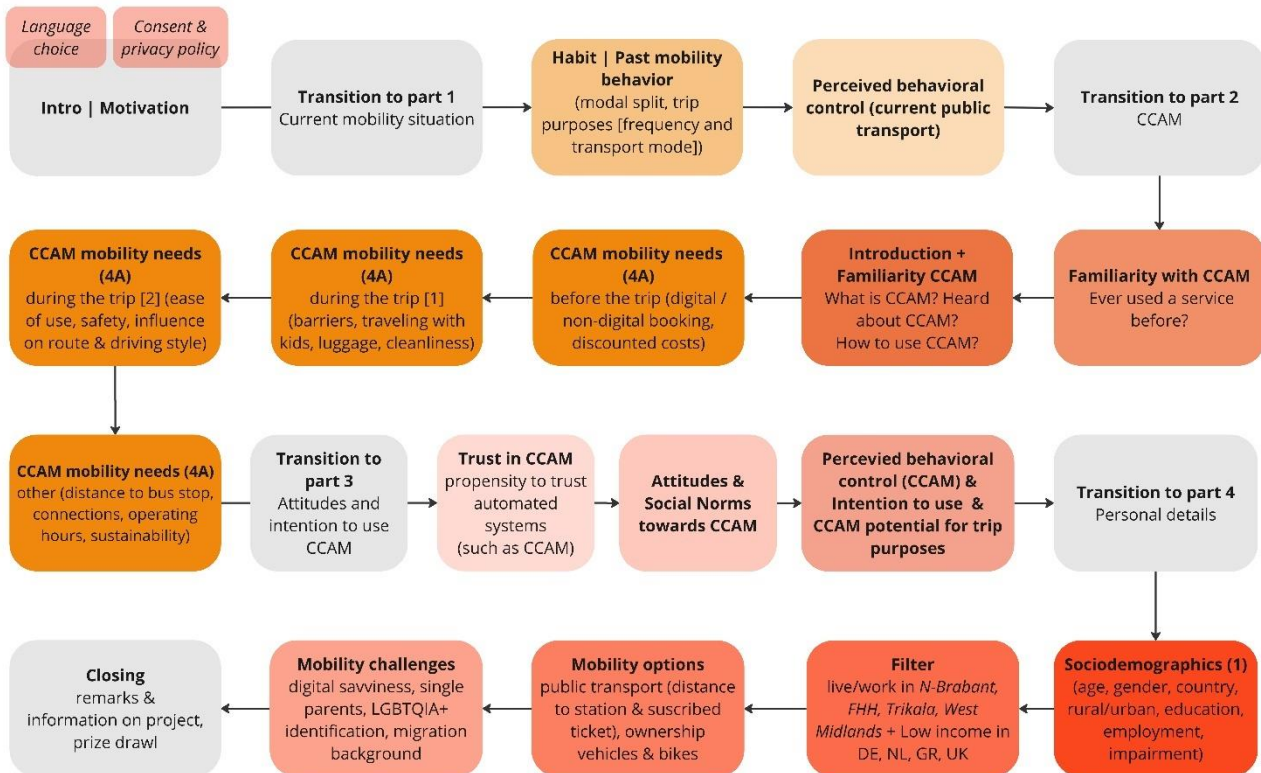 Language
choice
Consent &
privacy policy
Intro | Motivation
Transition to part 1
Current mobility situation
Habit | Past mobility
behavior
(modal split, trip
purposes [frequency and
transport mode])
Perceived behavioral
control (current public
transport)
Transition to part 2
CCAM
CCAM mobility needs
(4A)
during the trip [2] (ease
of use, safety, influence
on route & driving style)
CCAM mobility needs
(4A)
during the trip [1]
(barriers, traveling with
kids, luggage, cleanliness)
CCAM mobility needs
(4A)
before the trip (digital /
non-digital booking,
discounted costs)
Introduction +
Familiarity CCAM
What is CCAM? Heard
about CCAM?
How to use CCAM?
Familiarity with CCAM
Ever used a service
before?
CCAM mobility needs (4A)
other (distance to bus stop,
connections, operating
hours, sustainability)
Transition to
part 3
Attitudes and
intention to use
CCAM
Trust in CCAM
propensity to trust
automated
systems
(such as CCAM)
Attitudes &
Social Norms
towards CCAM
Percevied behavioral
control (CCAM) &
Intention to use &
CCAM potential for trip
purposes
Transition to part 4
Personal details
Closing
remarks &
information on project,
prize drawl
Mobility challenges
digital savviness, single
parents, LGBTQIA+
identification, migration
background
Mobility options
public transport (distance
to station & suscribed
ticket), ownership
vehicles & bikes
Filter
live/work in N-Brabant,
FHH, Trikala, West
Midlands + Low income in
DE, NL, GR, UK
Sociodemographics (1)
(age, gender, country,
rural/urban, education,
employment,
impairment)